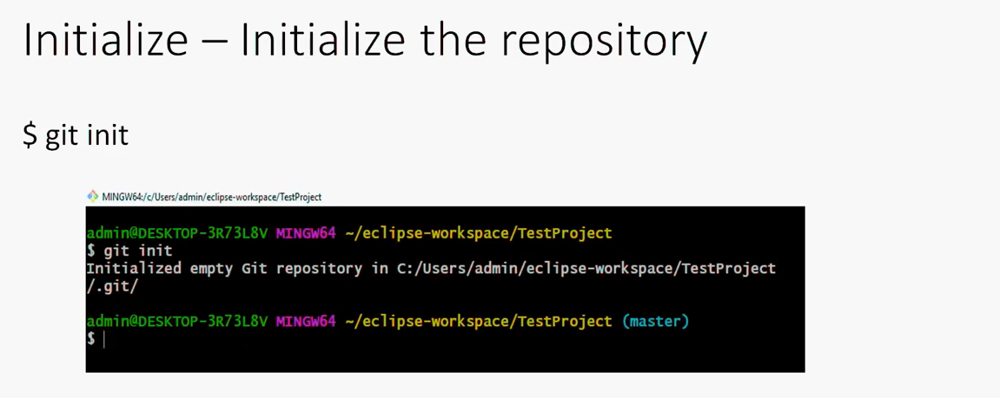 Initialize – Initialize the repository
$ git init
MINGW64:/c/Users/admin/eclipse-workspace/TestProject
admin@DESKTOP-3R73L8V MINGW64 ~/eclipse-workspace/TestProject
$ git init
Initialized empty Git repository in C:/Users/admin/eclipse-workspace/TestProject
/.git/
admin@DESKTOP-3R73L8V MINGW64 ~/eclipse-workspace/TestProject (master)
$